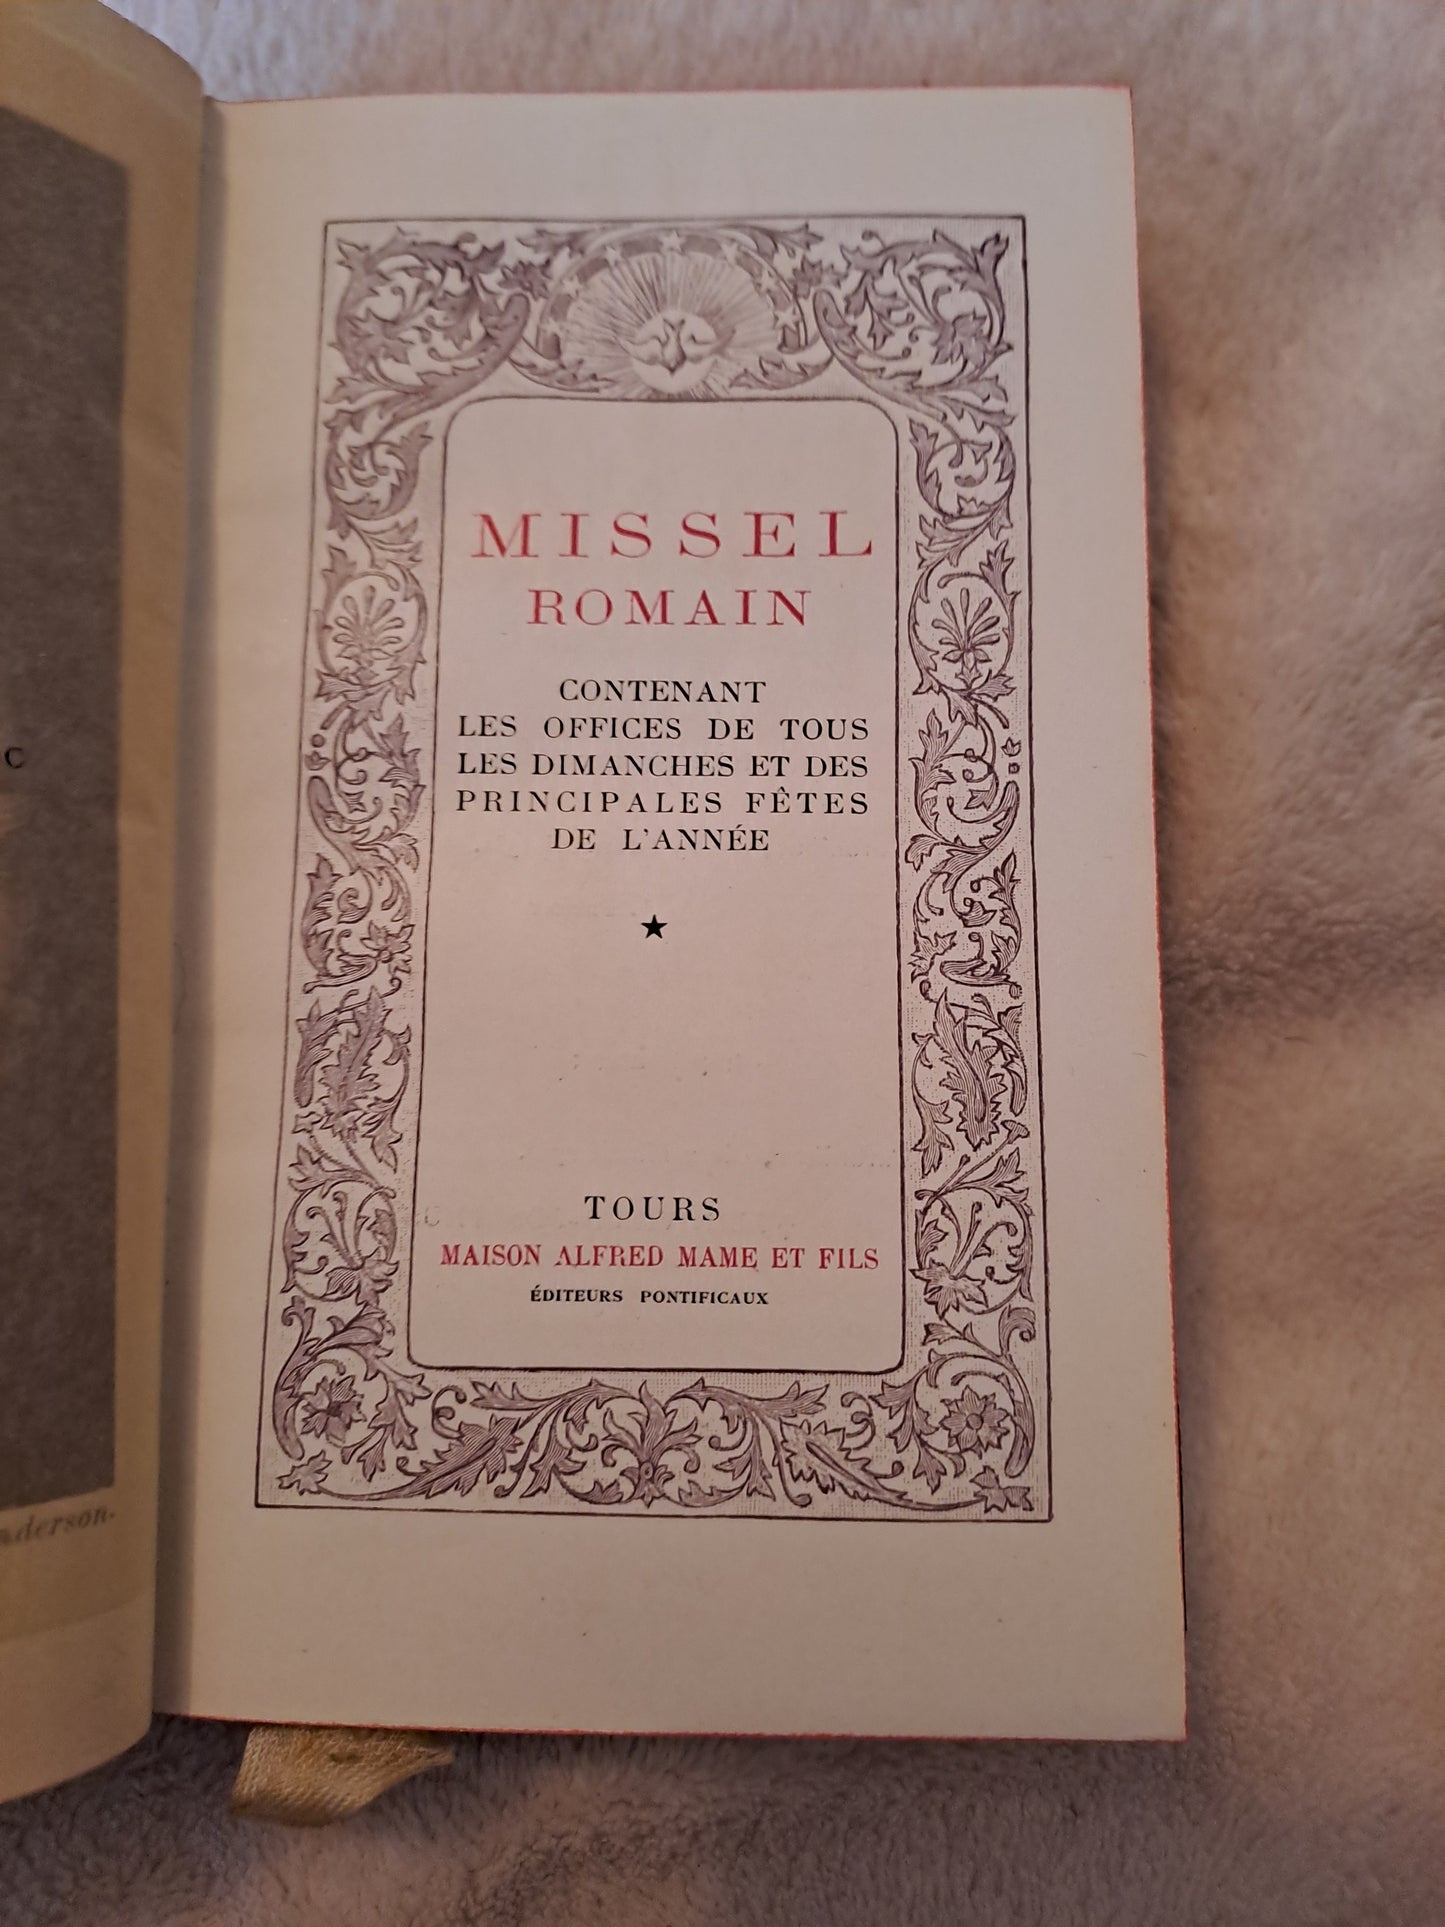 C
MISSEL
ROMAIN
CONTENANT
LES OFFICES DE TOUS
LES DIMANCHES ET DES
PRINCIPALES FÊTES
DE L'ANNÉE
★
TOURS
MAISON ALFRED MAME ET FILS
ÉDITEURS PONTIFICAUX
nderson.